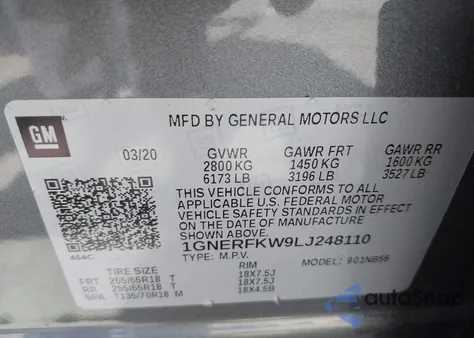 MFD BY GENERAL MOTORS LLC
GM
03/20 GVWR GAWR FRT GAWR RR
2800 KG 1450 KG 1600 KG
6173 LB 3196 LB 3527 LB
THIS VEHICLE CONFORMS TO ALL
APPLICABLE U.S. FEDERAL MOTOR
VEHICLE SAFETY STANDARDS IN EFFECT
ON THE DATE OF MANUFACTURE
SHOWN ABOVE.
1GNERFKW9LJ248110
464C
TYPE: M.P.V. MODEL: 901NB56
TIRE SIZE RIM
FRT 255/65R18 T 18X7.5J
RR 255/65R18 T 18X7.5J
SPA T135/70R18 M 18X4.5B
autoSnap